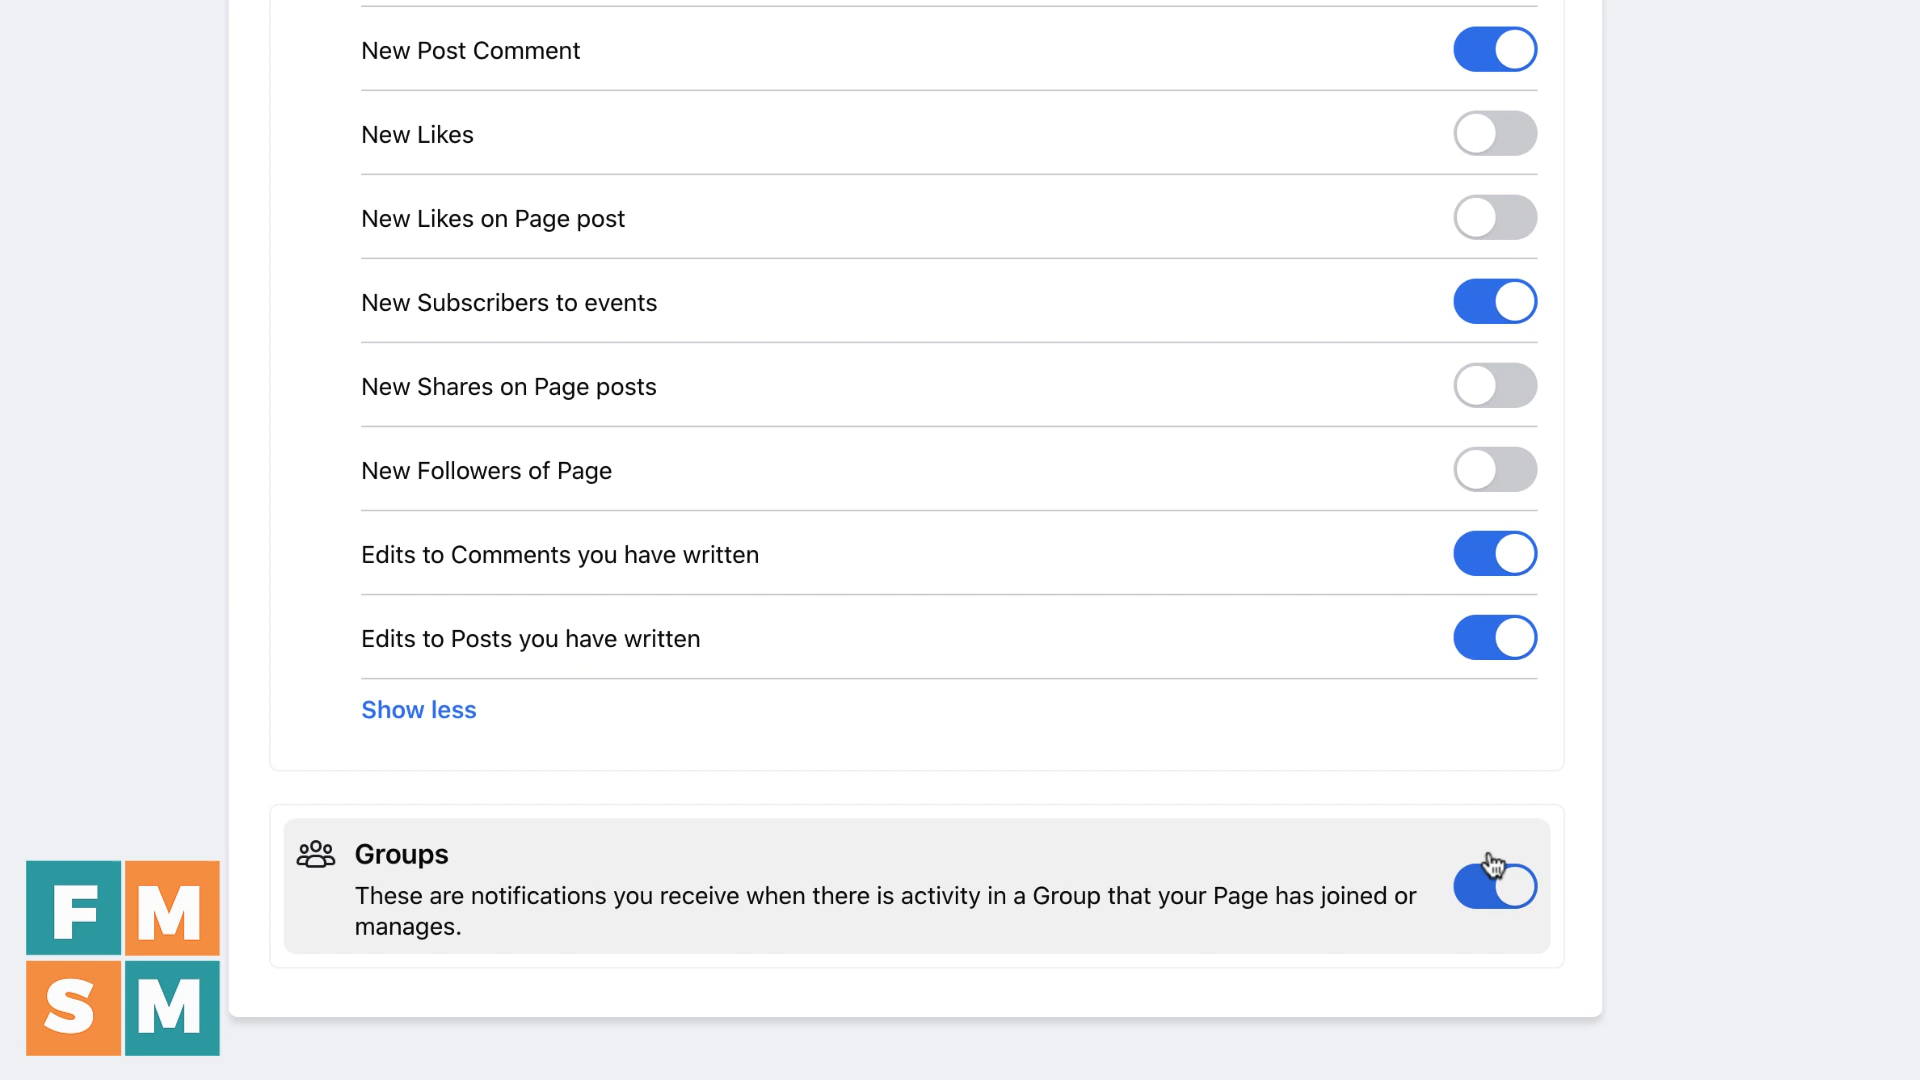 New Post Comment
New Likes
New Likes on Page post
New Subscribers to events
New Shares on Page posts
New Followers of Page
Edits to Comments you have written
Edits to Posts you have written
Show less
Groups
These are notifications you receive when there is activity in a Group that your Page has joined or
manages.
FM
SM